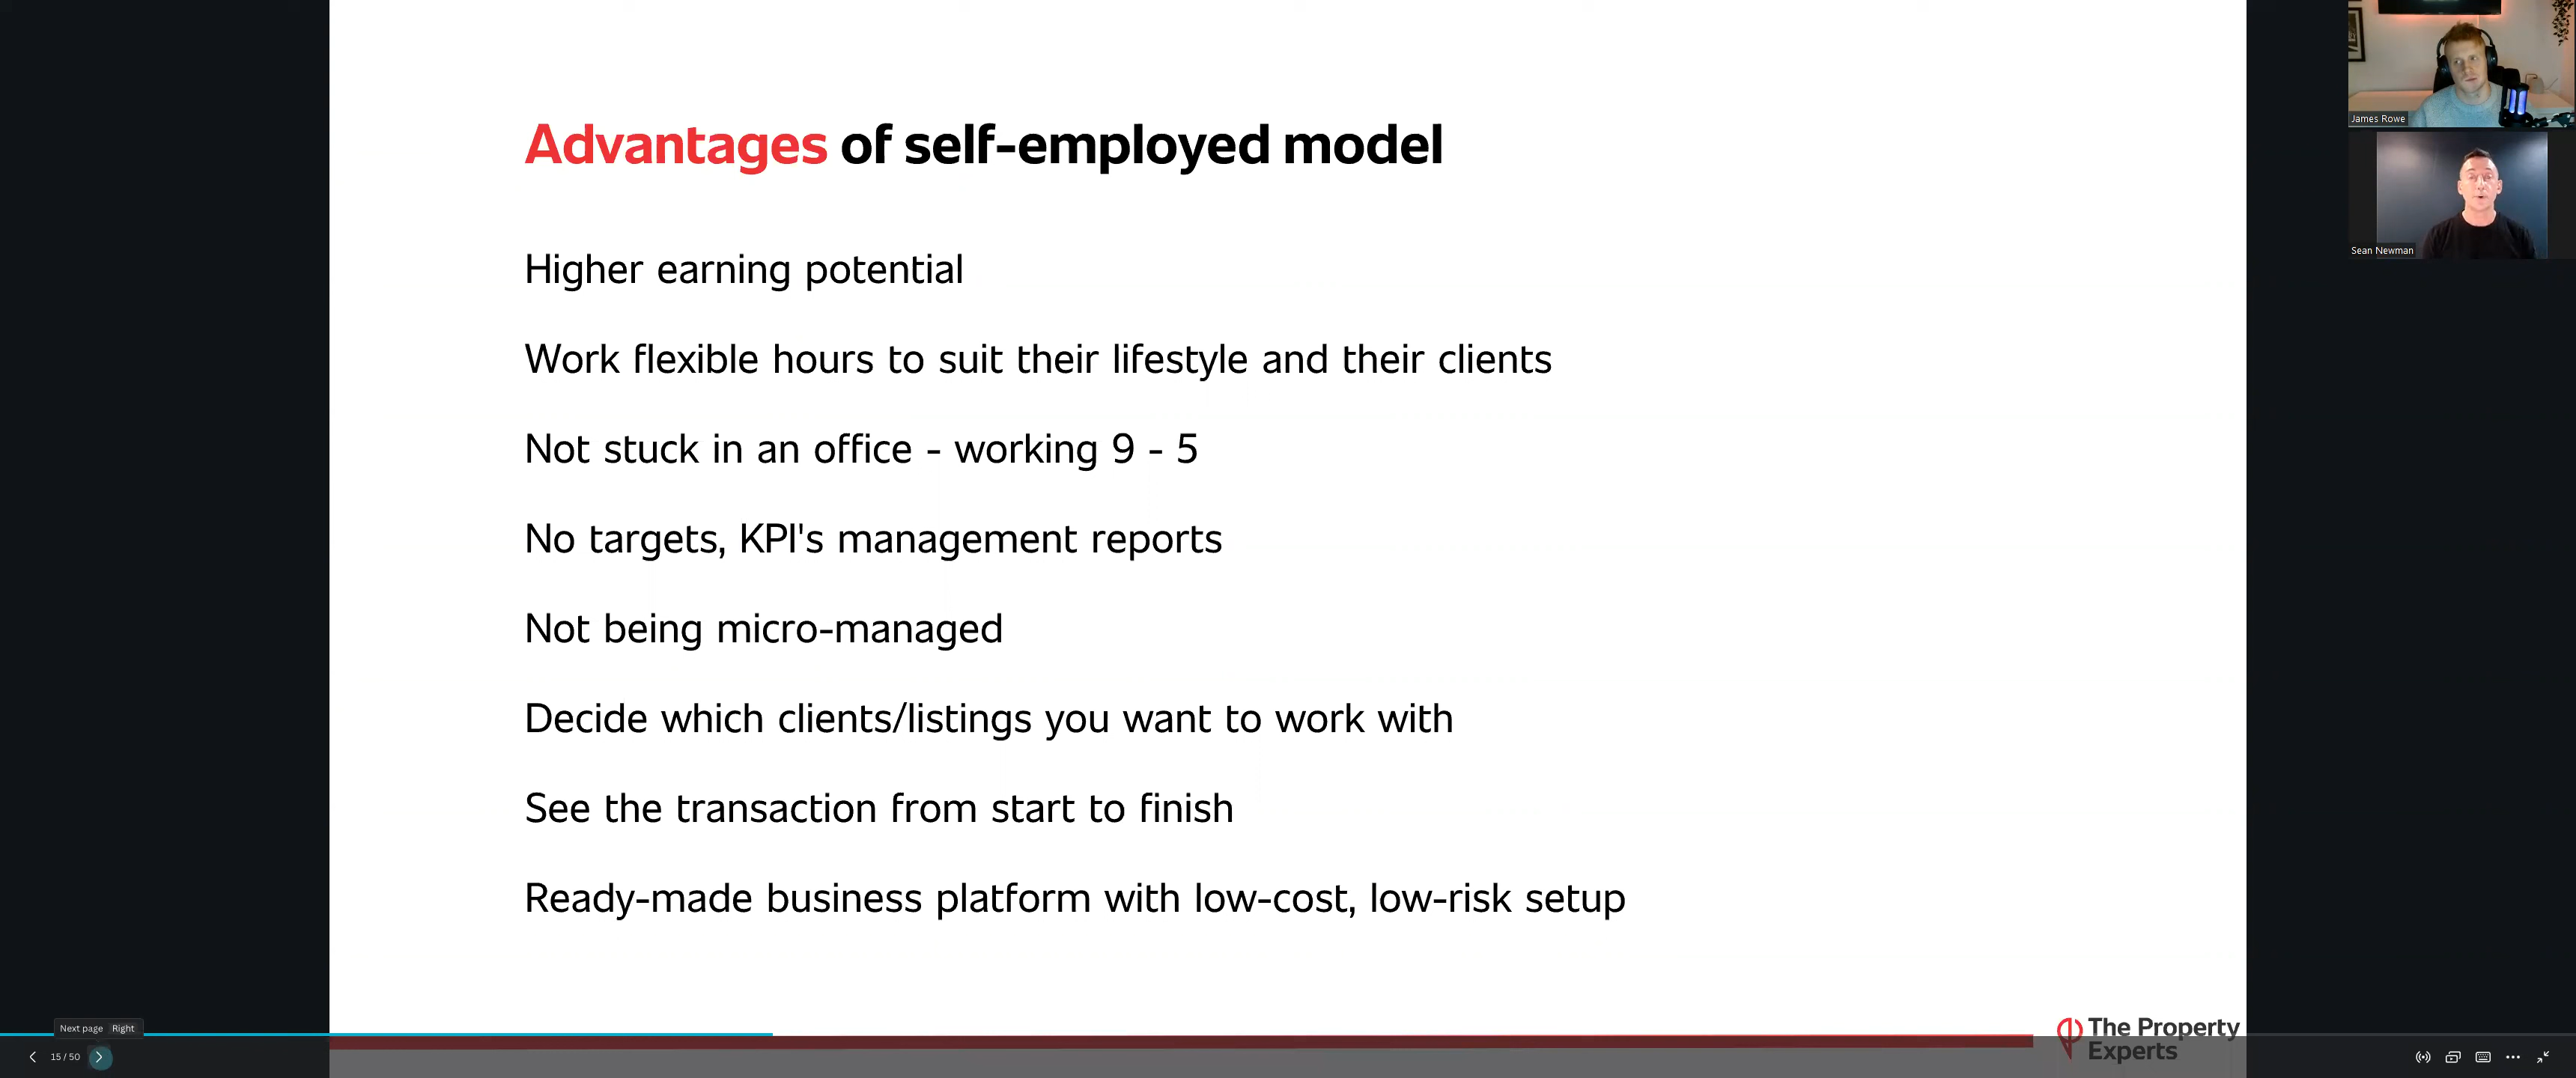 Advantages of self-employed model
Higher earning potential
Work flexible hours to suit their lifestyle and their clients
Not stuck in an office - working 9 - 5
No targets, KPI's management reports
Not being micro-managed
Decide which clients/listings you want to work with
See the transaction from start to finish
Ready-made business platform with low-cost, low-risk setup
James Rowe
Sean Newman
Next page Right
15 / 50
The Property
Experts